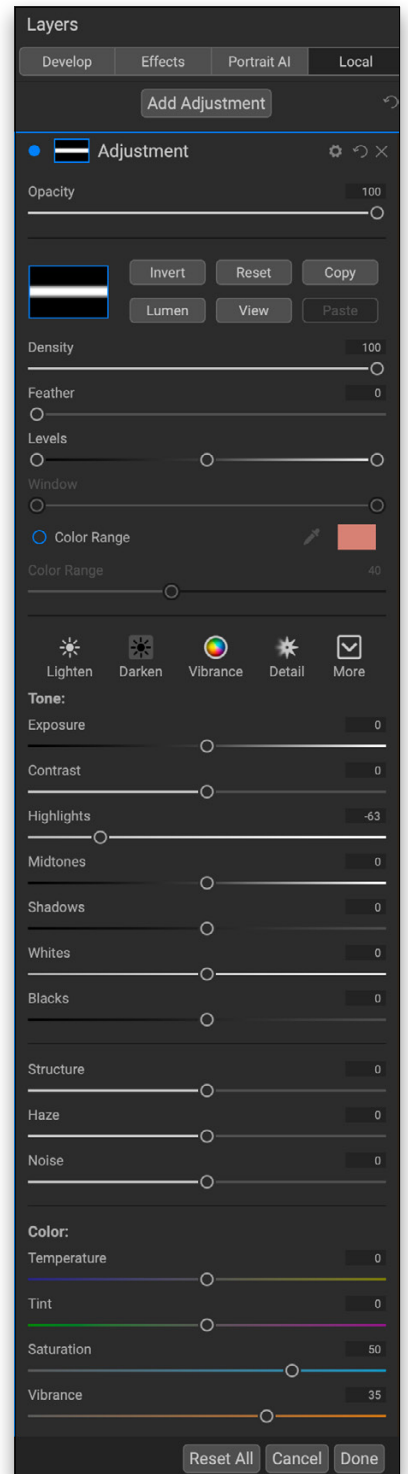 Layers
Develop Effects Portrait AI Local
Add Adjustment
Adjustment
Opacity 100
Invert Reset Copy
Lumen View Paste
Density 100
Feather 0
Levels
Window
Color Range
Color Range 40
Lighten Darken Vibrance Detail More
Tone:
Exposure 0
Contrast 0
Highlights -63
Midtones 0
Shadows 0
Whites 0
Blacks 0
Structure 0
Haze 0
Noise 0
Color:
Temperature 0
Tint 0
Saturation 50
Vibrance 35
Reset All Cancel Done